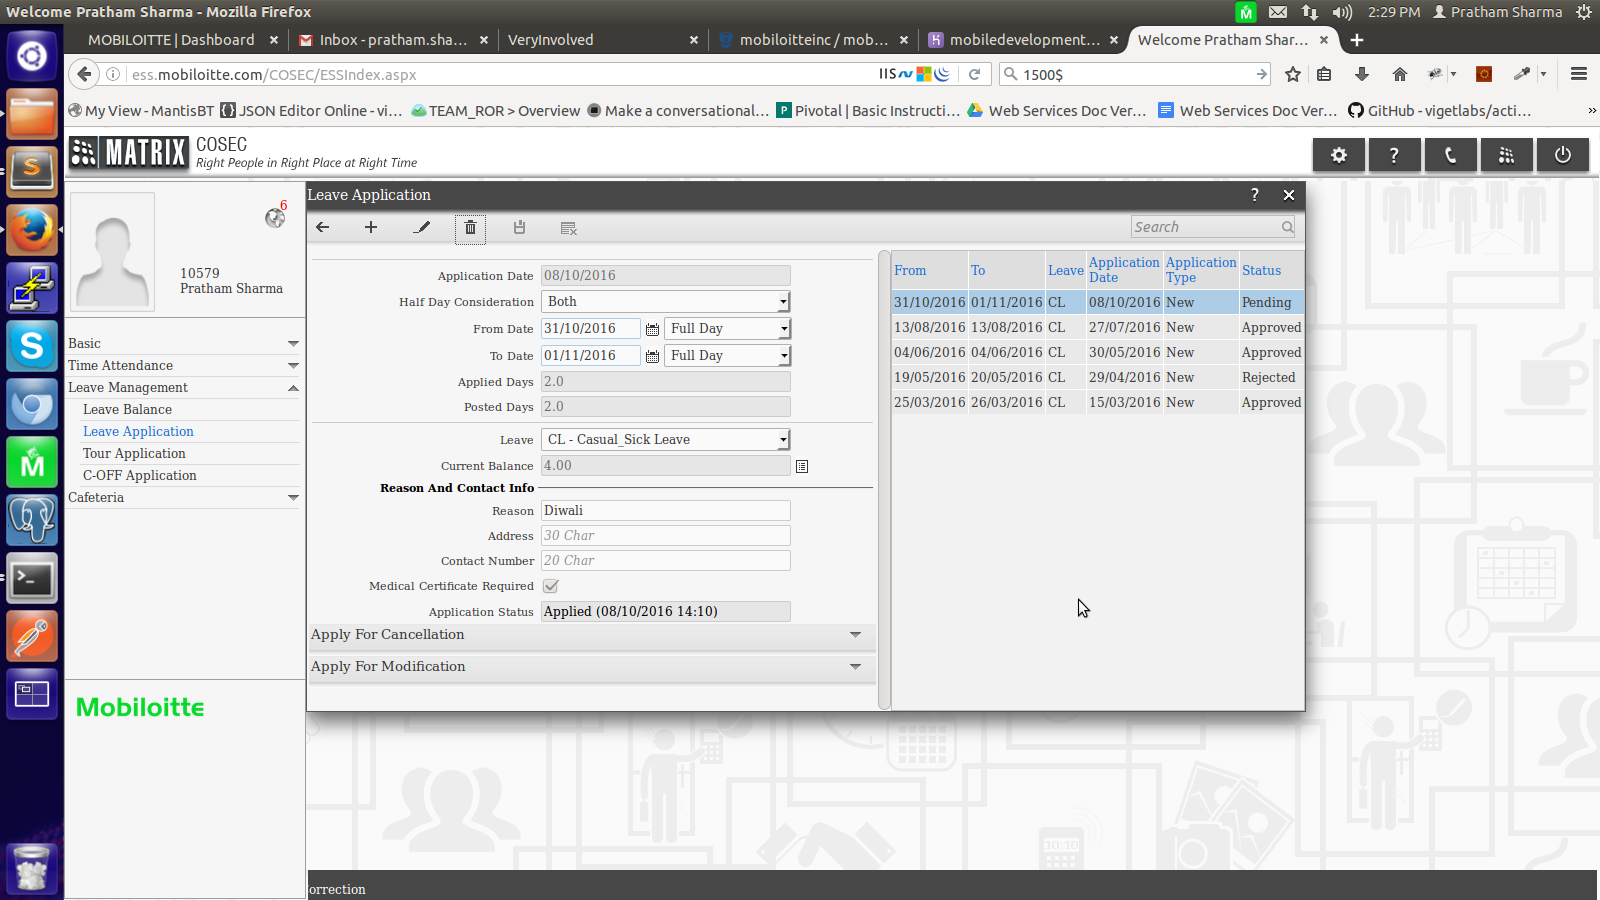 Welcome Pratham Sharma - Mozilla Firefox
2:29 PM Pratham Sharma
MOBILOITTE | Dashboard
Inbox - pratham.sha...
VeryInvolved
mobiloitteinc / mob...
mobiledevelopment...
Welcome Pratham Shar...
ess.mobiloitte.com/COSEC/ESSIndex.aspx
IIS
1500$
My View - MantisBT
JSON Editor Online - vi...
TEAM_ROR > Overview
Make a conversational...
Pivotal | Basic Instructi...
Web Services Doc Ver...
Web Services Doc Ver...
GitHub - vigetlabs/acti...
MATRIX COSEC
Right People in Right Place at Right Time
6
10579
Pratham Sharma
Basic
Time Attendance
Leave Management
Leave Balance
Leave Application
Tour Application
C-OFF Application
Cafeteria
Mobiloitte
Leave Application
Search
Application Date 08/10/2016
Half Day Consideration Both
From Date 31/10/2016 Full Day
To Date 01/11/2016 Full Day
Applied Days 2.0
Posted Days 2.0
Leave CL - Casual_Sick Leave
Current Balance 4.00
Reason And Contact Info
Reason Diwali
Address 30 Char
Contact Number 20 Char
Medical Certificate Required
Application Status Applied (08/10/2016 14:10)
Apply For Cancellation
Apply For Modification
From To Leave Application Date Application Type Status
31/10/2016 01/11/2016 CL 08/10/2016 New Pending
13/08/2016 13/08/2016 CL 27/07/2016 New Approved
04/06/2016 04/06/2016 CL 30/05/2016 New Approved
19/05/2016 20/05/2016 CL 29/04/2016 New Rejected
25/03/2016 26/03/2016 CL 15/03/2016 New Approved
10:10
orrection